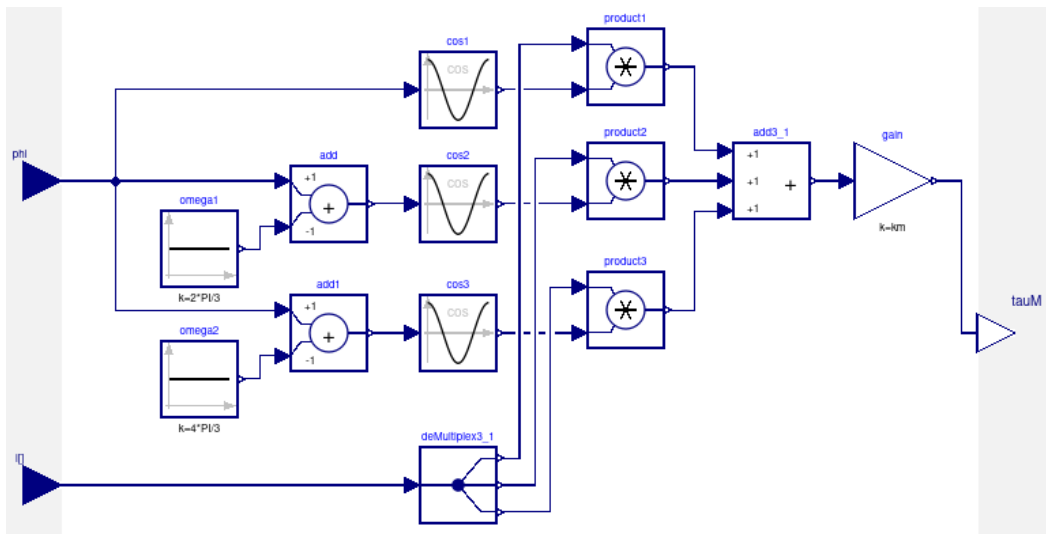 product1
cos1
cos
product2
add3_1
gain
phi
add
cos2
+1
cos
+1
+1
+
omega1
+
-1
+1
k=km
k=2*PI/3
product3
add1
cos3
tauM
+1
cos
omega2
+
-1
k=4*PI/3
deMultiplex3_1
I[]